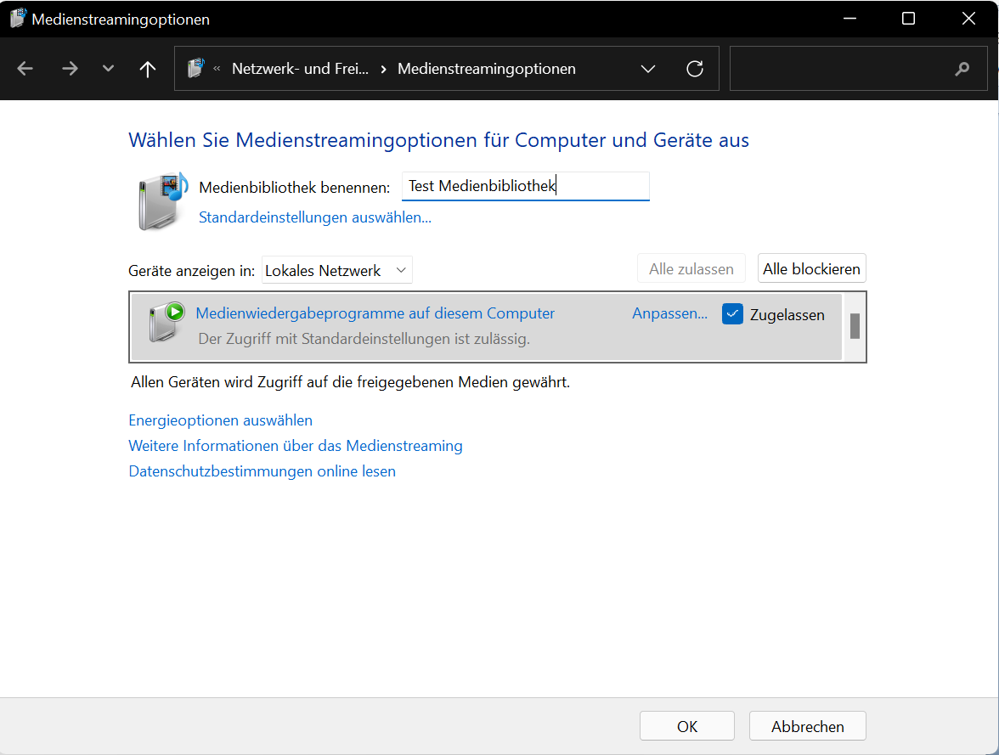 Medienstreamingoptionen
« Netzwerk- und Frei... › Medienstreamingoptionen
Wählen Sie Medienstreamingoptionen für Computer und Geräte aus
Medienbibliothek benennen: Test Medienbibliothek
Standardeinstellungen auswählen...
Geräte anzeigen in: Lokales Netzwerk Alle zulassen Alle blockieren
Medienwiedergabeprogramme auf diesem Computer Anpassen... Zugelassen
Der Zugriff mit Standardeinstellungen ist zulässig.
Allen Geräten wird Zugriff auf die freigegebenen Medien gewährt.
Energieoptionen auswählen
Weitere Informationen über das Medienstreaming
Datenschutzbestimmungen online lesen
OK Abbrechen